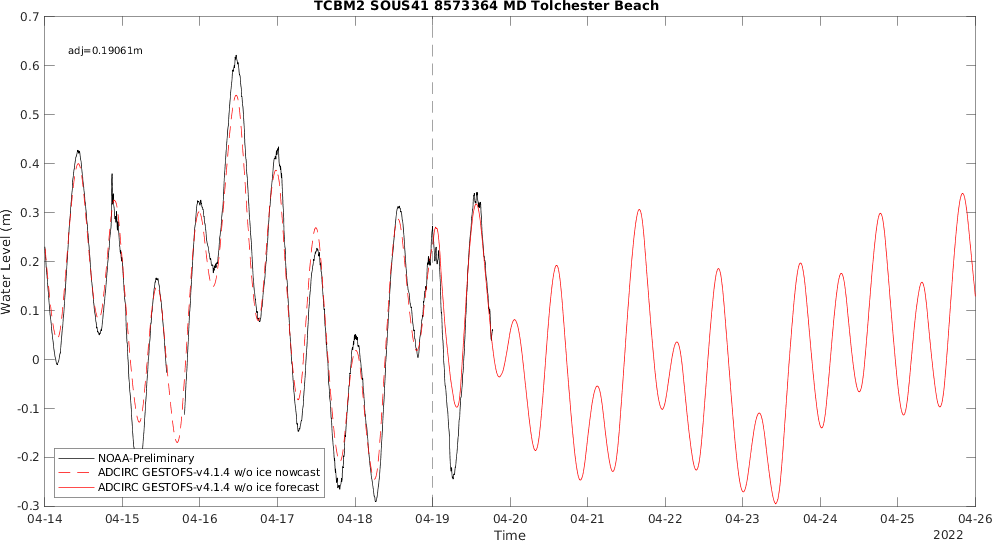 TCBM2 SOUS41 8573364 MD Tolchester Beach
adj=0.19061m
Water Level (m)
0.7
0.6
0.5
0.4
0.3
0.2
0.1
0
-0.1
-0.2
-0.3
NOAA-Preliminary
ADCIRC GESTOFS-v4.1.4 w/o ice nowcast
ADCIRC GESTOFS-v4.1.4 w/o ice forecast
04-14 04-15 04-16 04-17 04-18 04-19 04-20 04-21 04-22 04-23 04-24 04-25 04-26
Time
2022